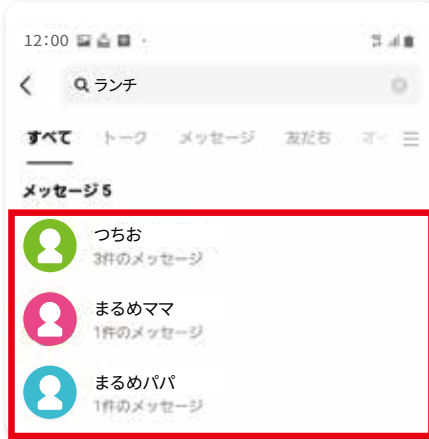 12:00
ランチ
すべて トーク メッセージ 友だち
メッセージ 5
つちお
3件のメッセージ
まるめママ
1件のメッセージ
まるめパパ
1件のメッセージ